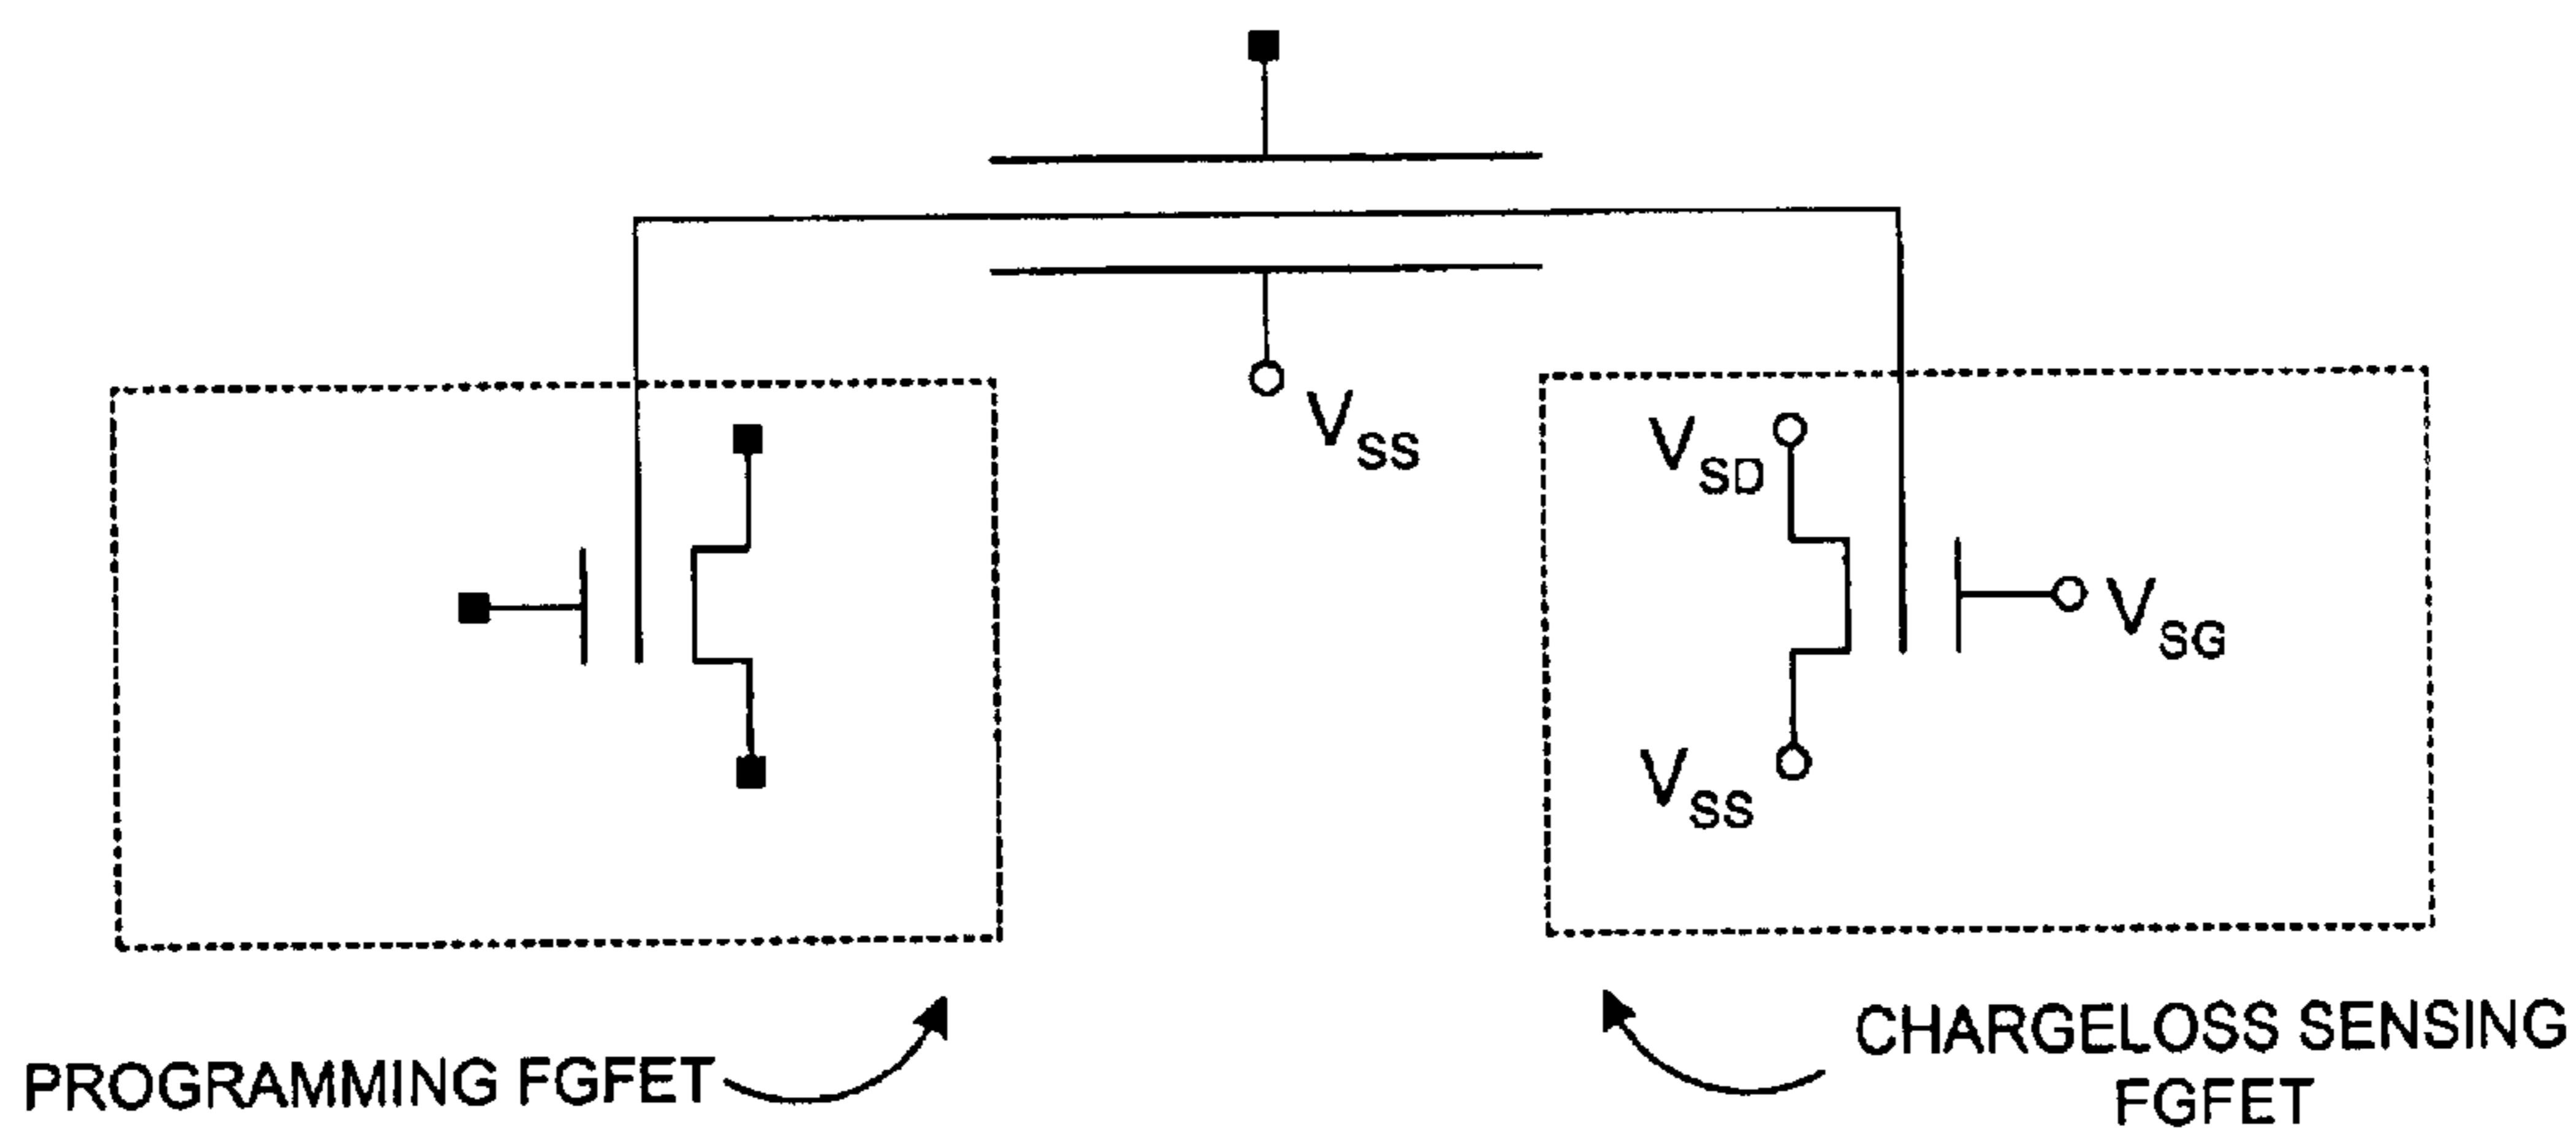 VSS
VSD
VSG
VSS
PROGRAMMING FGFET
CHARGELOSS SENSING
FGFET